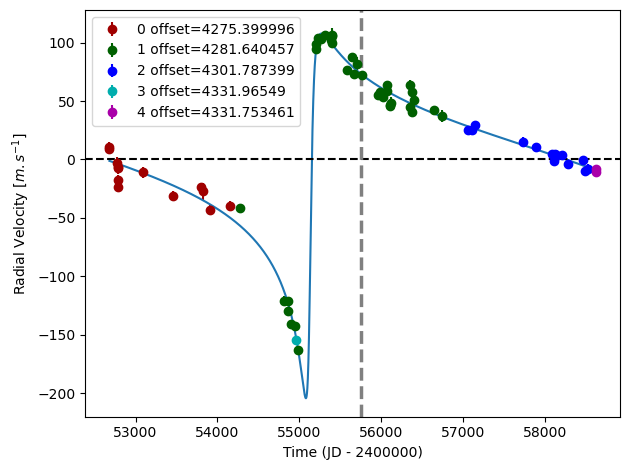 0 offset=4275.399996
1 offset=4281.640457
2 offset=4301.787399
3 offset=4331.96549
4 offset=4331.753461
Radial Velocity [m.s⁻¹]
100
50
0
−50
−100
−150
−200
53000 54000 55000 56000 57000 58000
Time (JD - 2400000)